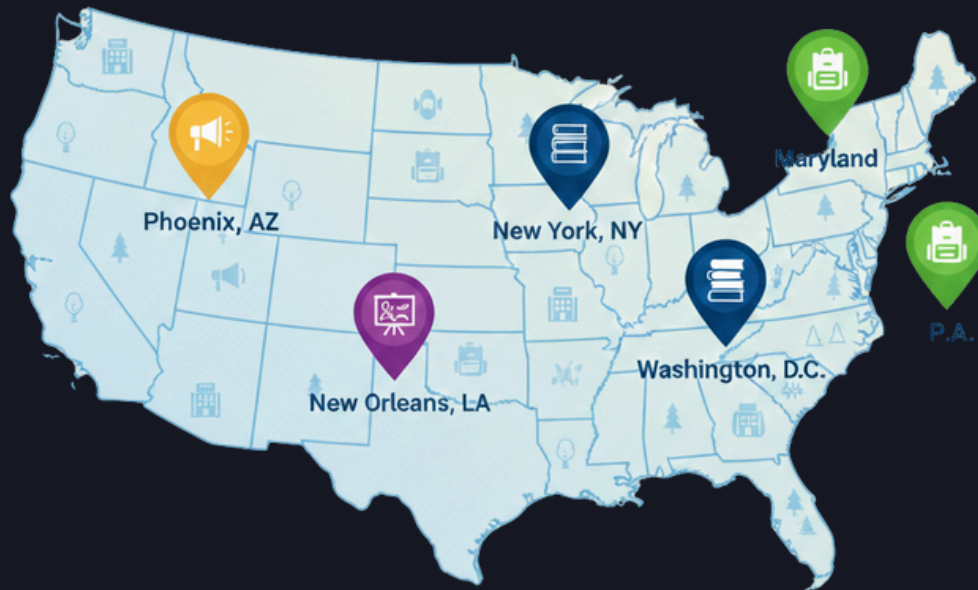 Maryland
Phoenix, AZ
New York, NY
P.A.
Washington, D.C.
New Orleans, LA